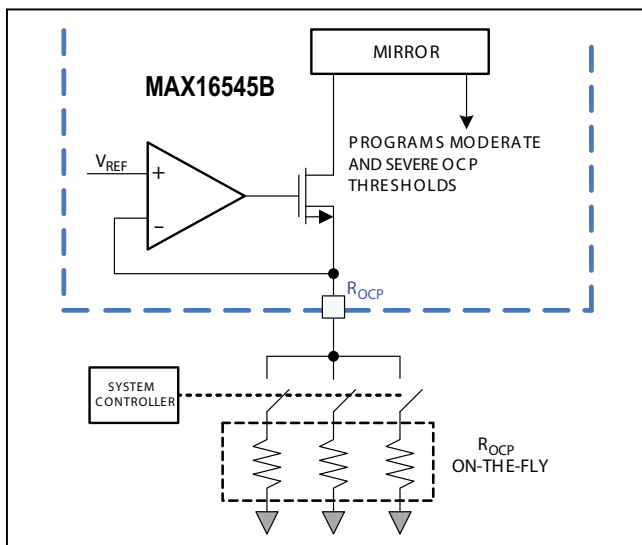 MIRROR
MAX16545B
PROGRAMS MODERATE
AND SEVERE OCP
THRESHOLDS
VREF
+
−
ROCP
SYSTEM
CONTROLLER
ROCP
ON-THE-FLY